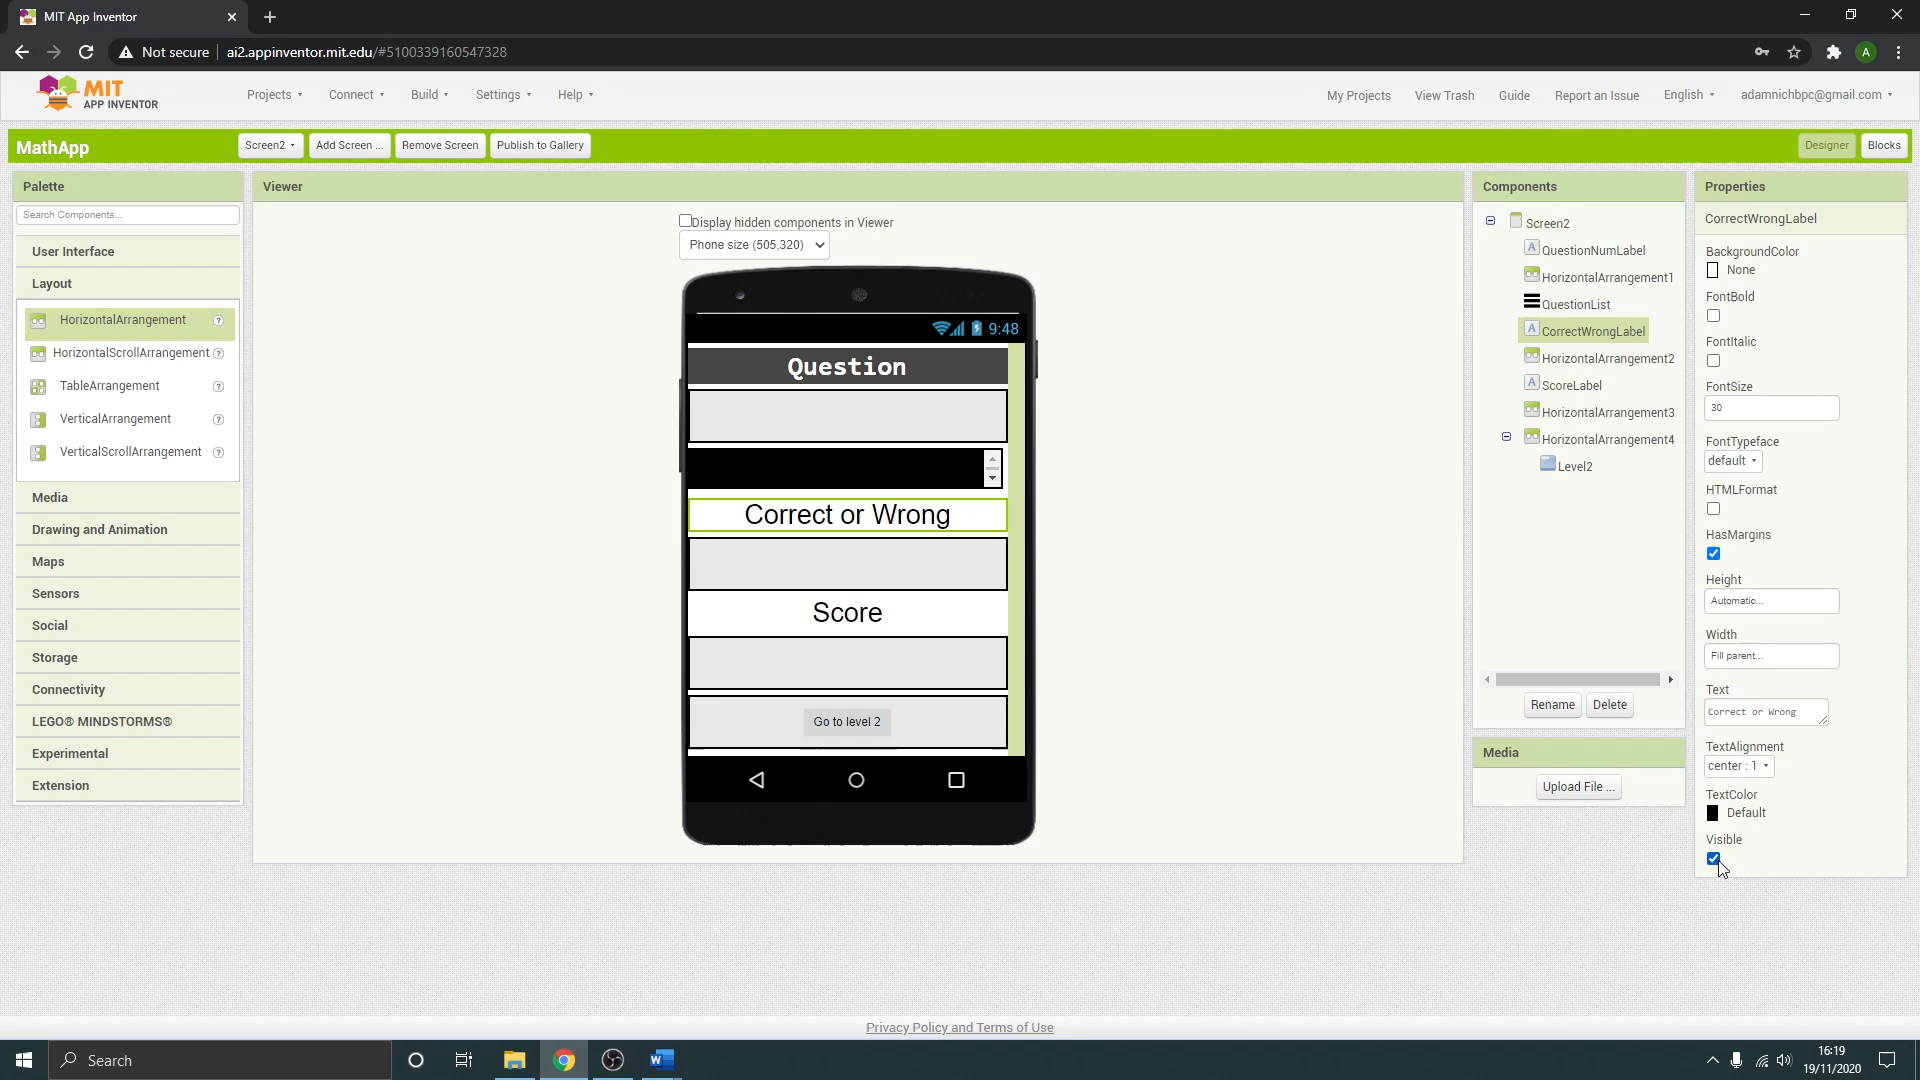 MIT App Inventor
Not secure
ai2.appinventor.mit.edu/#5100339160547328
A
MIT
APP INVENTOR
Projects
Connect
Build
Settings
Help
My Projects
View Trash
Guide
Report an Issue
English
adamnichbpc@gmail.com
MathApp
Screen2
Add Screen ...
Remove Screen
Publish to Gallery
Designer
Blocks
Palette
Search Components...
User Interface
Layout
HorizontalArrangement
HorizontalScrollArrangement
TableArrangement
VerticalArrangement
VerticalScrollArrangement
Media
Drawing and Animation
Maps
Sensors
Social
Storage
Connectivity
LEGO® MINDSTORMS®
Experimental
Extension
Viewer
Display hidden components in Viewer
Phone size (505,320)
9:48
Question
Correct or Wrong
Score
Go to level 2
Components
Screen2
QuestionNumLabel
HorizontalArrangement1
QuestionList
CorrectWrongLabel
HorizontalArrangement2
ScoreLabel
HorizontalArrangement3
HorizontalArrangement4
Level2
Rename
Delete
Media
Upload File ...
Properties
CorrectWrongLabel
BackgroundColor
None
FontBold
FontItalic
FontSize
30
FontTypeface
default
HTMLFormat
HasMargins
Height
Automatic...
Width
Fill parent...
Text
Correct or Wrong
TextAlignment
center : 1
TextColor
Default
Visible
Privacy Policy and Terms of Use
Search
16:19
19/11/2020